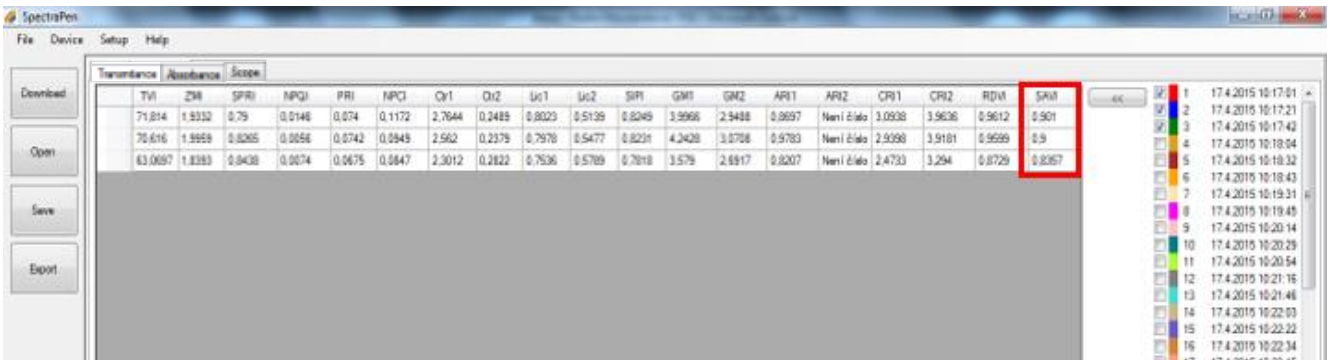 SpectraPen
File Device Setup Help
Download
Open
Save
Export
Transmitance Absorbance Scope
TVI ZMI SPRI NPQI PRI NPCI Ctr1 Ctr2 Lic1 Lic2 SIPI GM1 GM2 ARI1 ARI2 CRI1 CRI2 RDVI SAVI
71,814 1,9332 0,79 0,0146 0,074 0,1172 2,7644 0,2489 0,8023 0,5139 0,8249 3,9966 2,9488 0,8697 Není číslo 3,0938 3,9636 0,9612 0,901
70,616 1,9959 0,8265 0,0056 0,0742 0,0949 2,562 0,2379 0,7978 0,5477 0,8231 4,2428 3,0708 0,9783 Není číslo 2,9398 3,9181 0,9599 0,9
63,0697 1,8393 0,8438 0,0074 0,0675 0,0847 2,3012 0,2822 0,7536 0,5789 0,7818 3,579 2,6917 0,8207 Není číslo 2,4733 3,294 0,8729 0,8357
<<
1 17.4.2015 10:17:01
2 17.4.2015 10:17:21
3 17.4.2015 10:17:42
4 17.4.2015 10:18:04
5 17.4.2015 10:18:32
6 17.4.2015 10:18:43
7 17.4.2015 10:19:31
8 17.4.2015 10:19:45
9 17.4.2015 10:20:14
10 17.4.2015 10:20:29
11 17.4.2015 10:20:54
12 17.4.2015 10:21:16
13 17.4.2015 10:21:46
14 17.4.2015 10:22:03
15 17.4.2015 10:22:22
16 17.4.2015 10:22:34